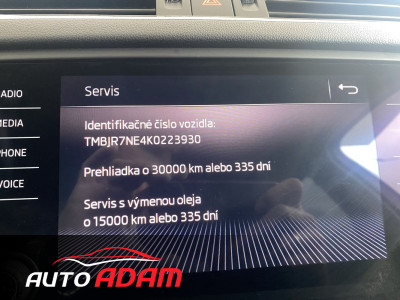 Servis
RADIO
MEDIA
PHONE
VOICE
Identifikačné číslo vozidla:
TMBJR7NE4K0223930
Prehliadka o 30000 km alebo 335 dní
Servis s výmenou oleja
o 15000 km alebo 335 dní
AUTO ADAM